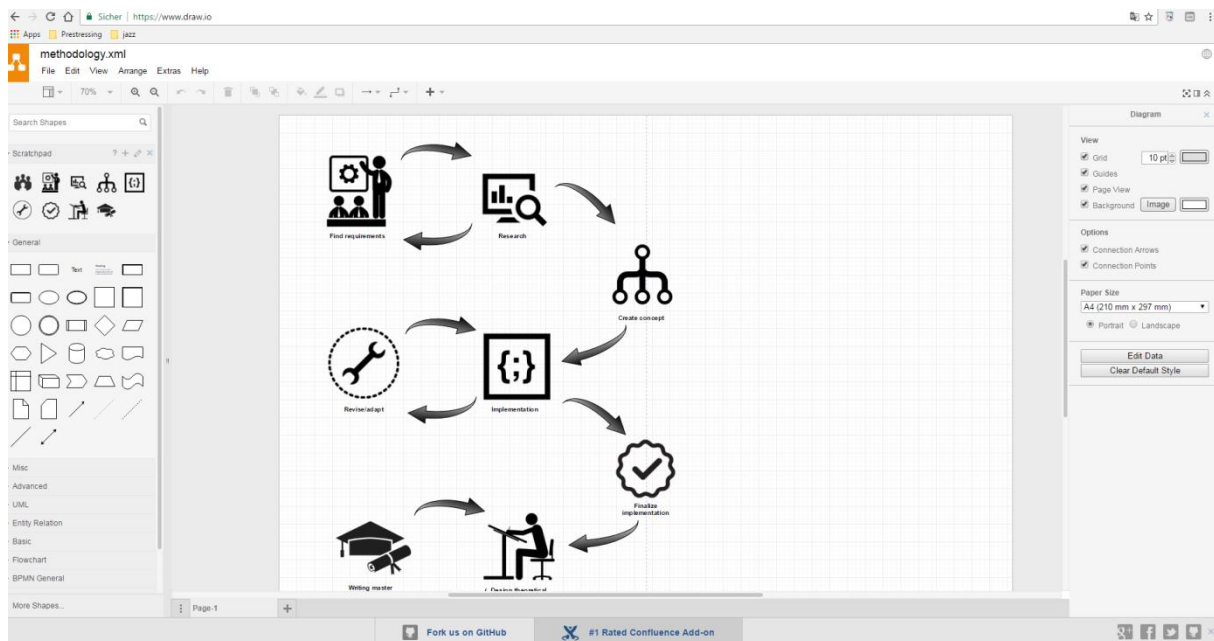 Sicher | https://www.draw.io
Apps Prestressing jazz
methodology.xml
File Edit View Arrange Extras Help
70%
Search Shapes
Scratchpad ? +
General
Text
Misc
Advanced
UML
Entity Relation
Basic
Flowchart
BPMN General
More Shapes...
Find requirements
Research
Create concept
Revise/adapt
Implementation
{;}
Finalize
implementation
Writing master
Design theoretical
Page-1
Diagram
View
Grid 10 pt
Guides
Page View
Background Image
Options
Connection Arrows
Connection Points
Paper Size
A4 (210 mm x 297 mm)
Portrait Landscape
Edit Data
Clear Default Style
Fork us on GitHub
#1 Rated Confluence Add-on